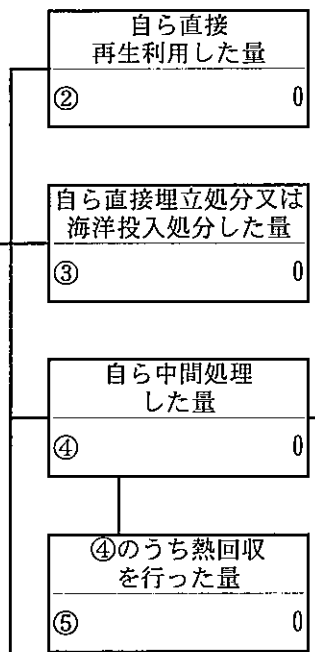 自ら直接
再生利用した量
② 0
自ら直接埋立処分又は
海洋投入処分した量
③ 0
自ら中間処理
した量
④ 0
④のうち熱回収
を行った量
⑤ 0